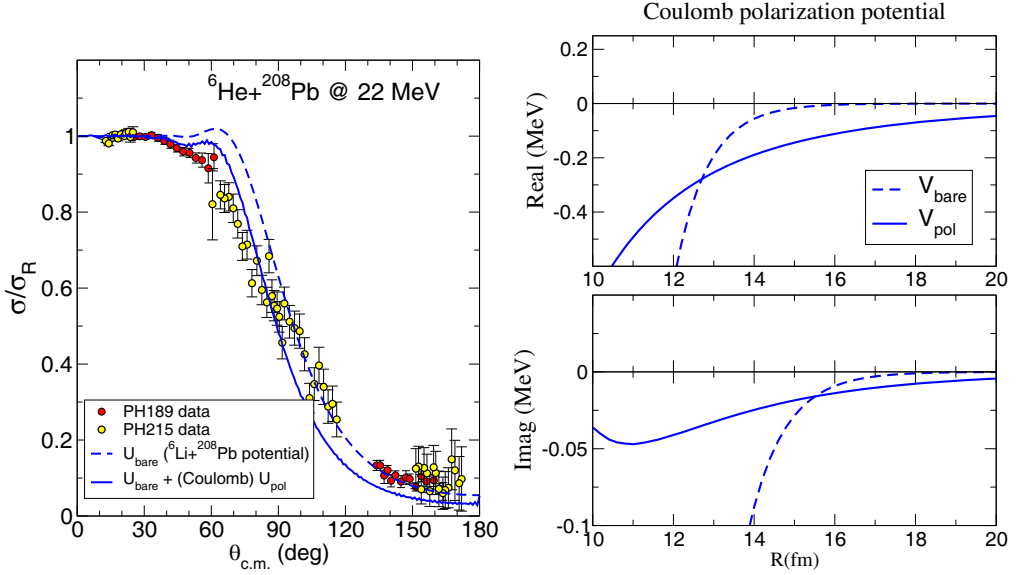 ⁶He+²⁰⁸Pb @ 22 MeV
1
0.8
0.6
0.4
0.2
0
σ/σ_R
PH189 data
PH215 data
U_bare (⁶Li+²⁰⁸Pb potential)
U_bare + (Coulomb) U_pol
0 30 60 90 120 150 180
θ_c.m. (deg)
Coulomb polarization potential
0.2
0
-0.2
-0.4
Real (MeV)
V_bare
V_pol
10 12 14 16 18 20
0
-0.05
-0.1
Imag (MeV)
10 12 14 16 18 20
R(fm)